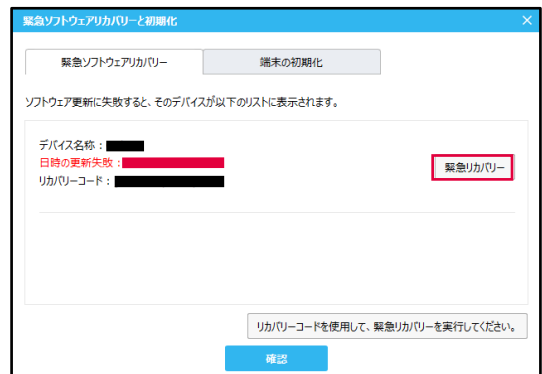 緊急ソフトウェアリカバリーと初期化
緊急ソフトウェアリカバリー
端末の初期化
ソフトウェア更新に失敗すると、そのデバイスが以下のリストに表示されます。
デバイス名称：
日時の更新失敗：
緊急リカバリー
リカバリーコード：
リカバリーコードを使用して、緊急リカバリーを実行してください。
確認